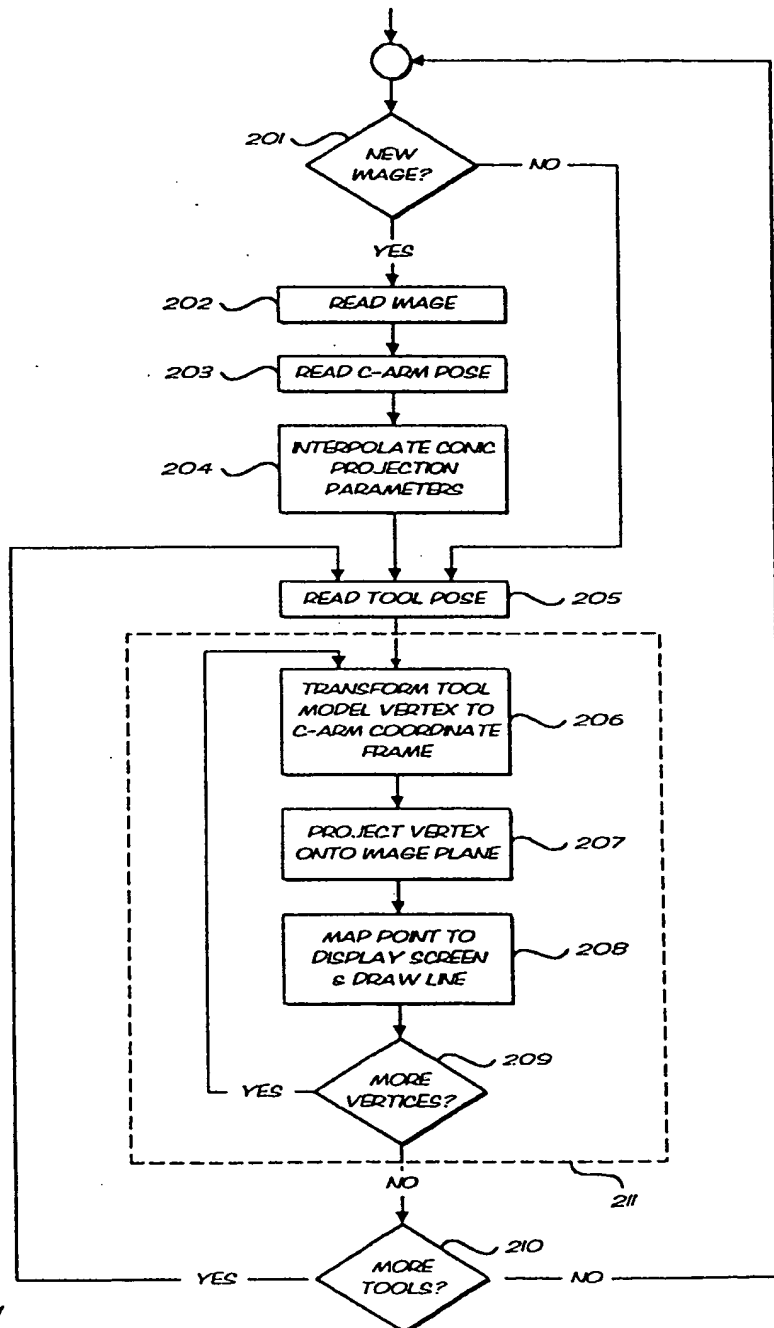 201
NEW
IMAGE?
NO
YES
202
READ IMAGE
203
READ C-ARM POSE
204
INTERPOLATE CONIC
PROJECTION
PARAMETERS
READ TOOL POSE
205
TRANSFORM TOOL
MODEL VERTEX TO
C-ARM COORDINATE
FRAME
206
PROJECT VERTEX
ONTO IMAGE PLANE
207
MAP POINT TO
DISPLAY SCREEN
& DRAW LINE
208
209
YES
MORE
VERTICES?
NO
211
210
YES
MORE
TOOLS?
NO